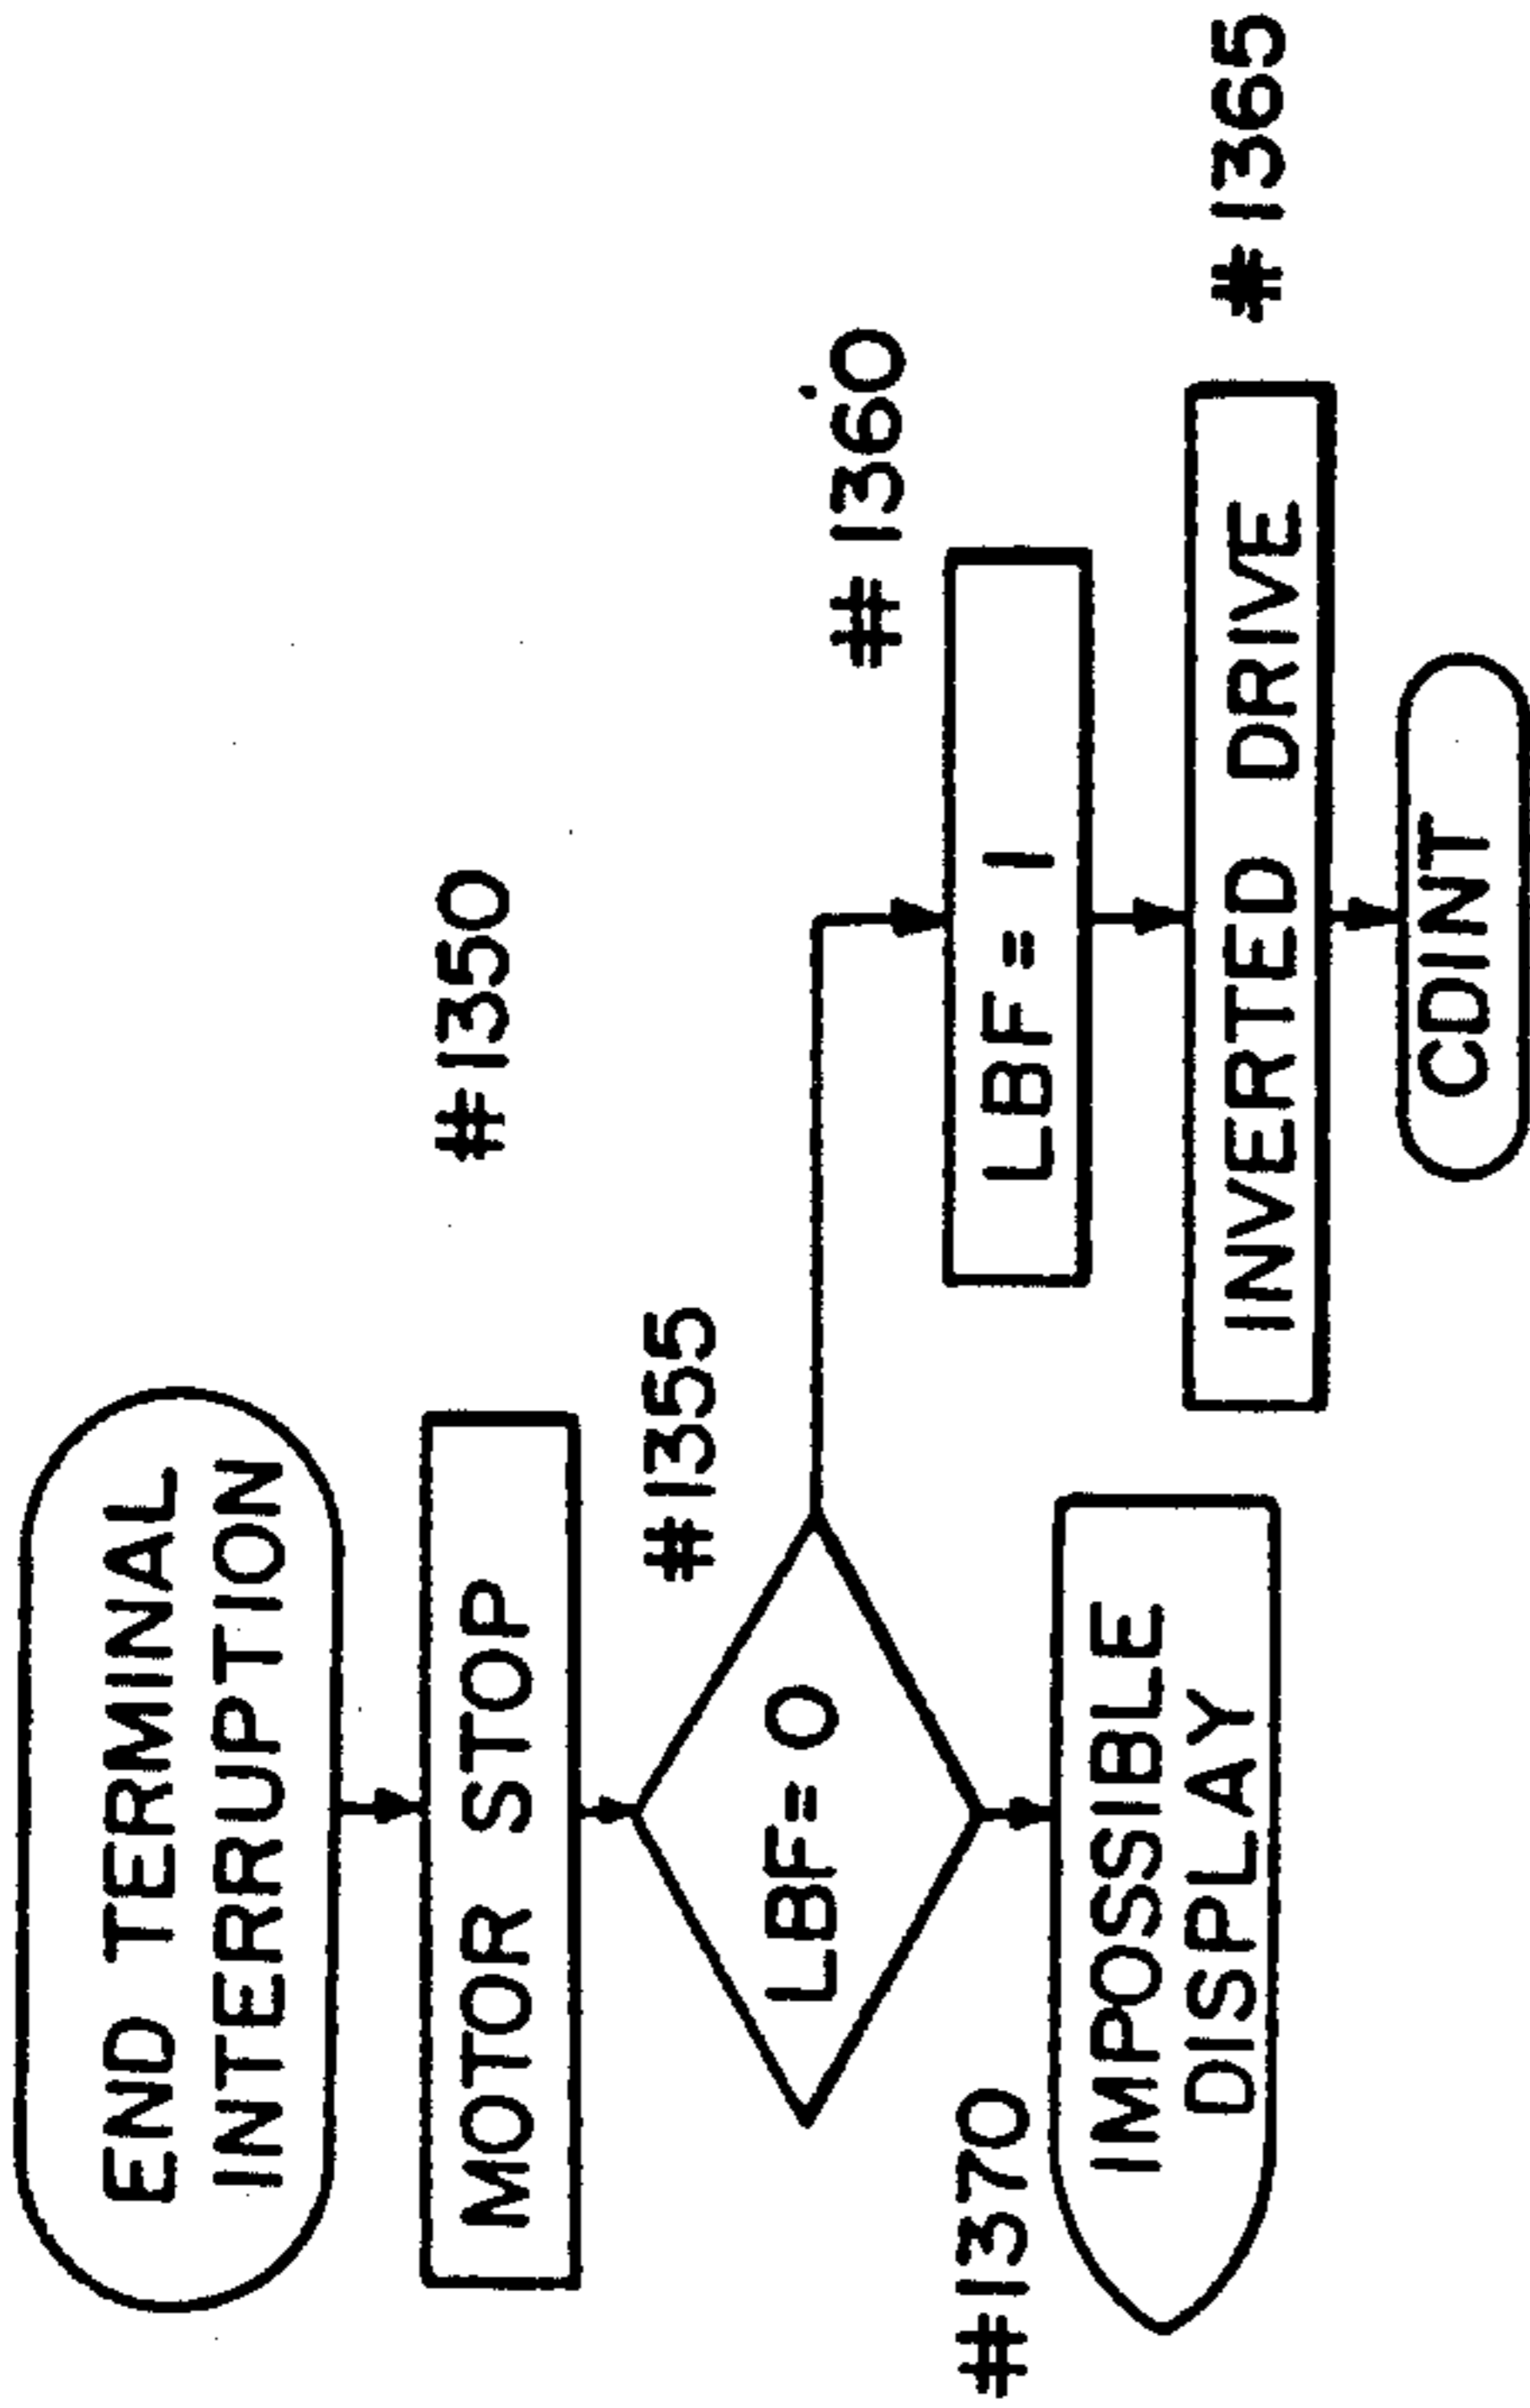 END TERMINAL
INTERRUPTION
MOTOR STOP
#1350
LBF=0
#1355
LBF=1
#1360
INVERTED DRIVE
#1365
CDINT
#1370
IMPOSSIBLE
DISPLAY